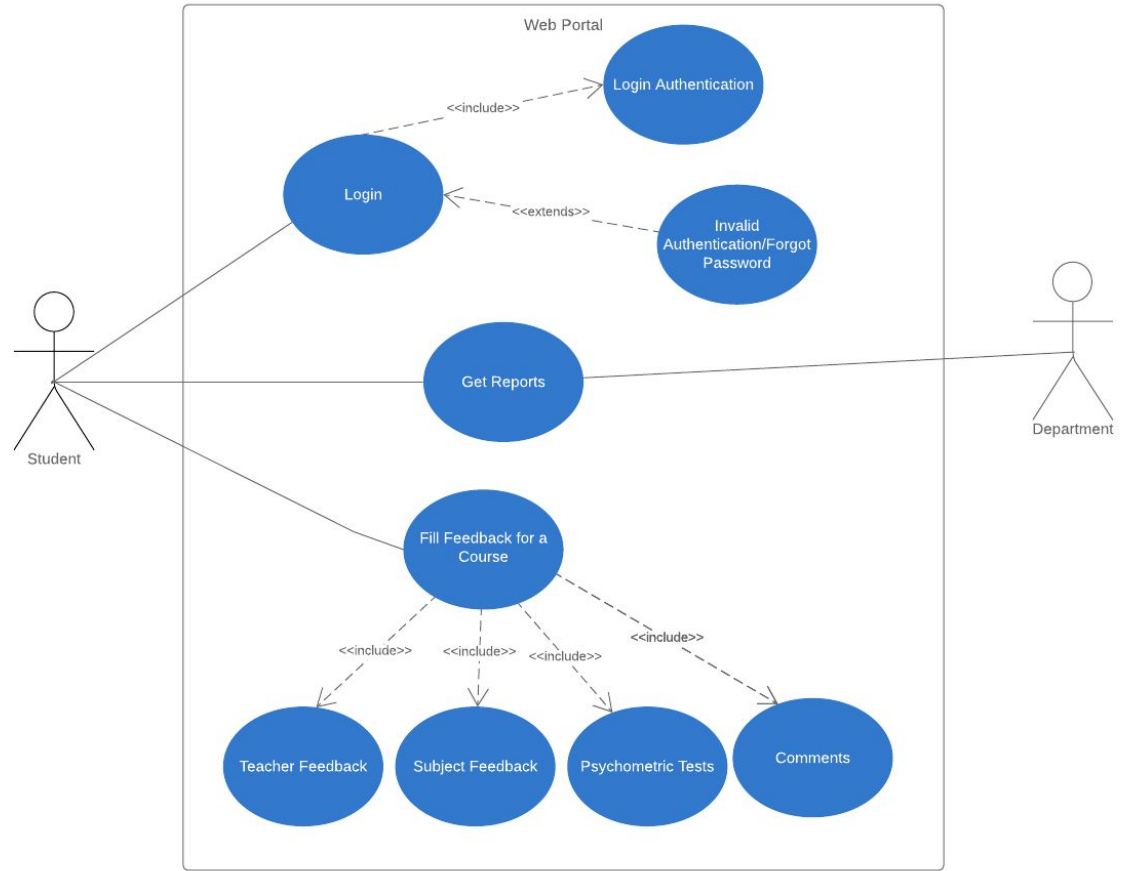 Web Portal
Login Authentication
<<include>>
Login
<<extends>>
Invalid
Authentication/Forgot
Password
Get Reports
Student
Department
Fill Feedback for a
Course
<<include>>
<<include>>
<<include>>
<<include>>
Teacher Feedback
Subject Feedback
Psychometric Tests
Comments